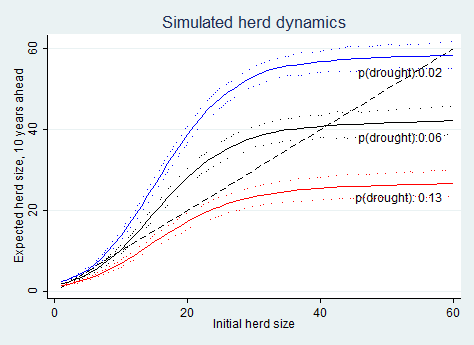 Simulated herd dynamics
Expected herd size, 10 years ahead
60
40
20
0
p(drought):0.02
p(drought):0.06
p(drought): 0.13
0
20
40
60
Initial herd size